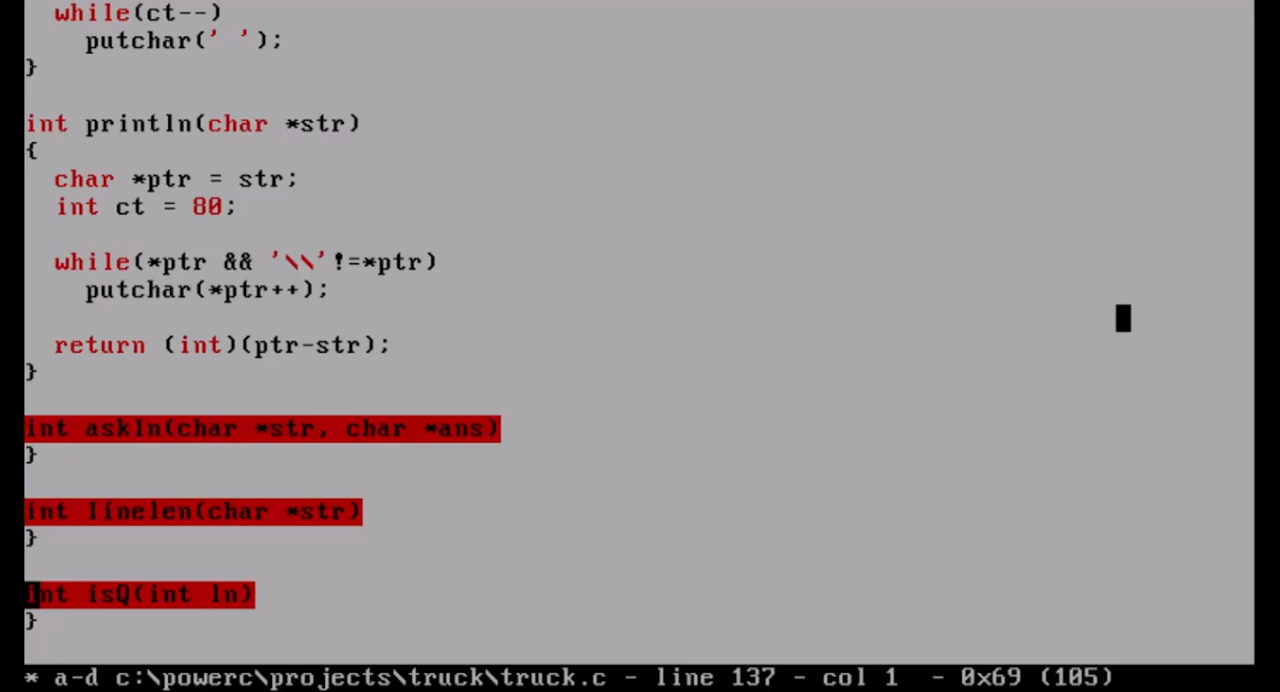 while(ct--)
putchar(' ');
}
int println(char *str)
{
char *ptr = str;
int ct = 80;
while(*ptr && '\\'!=*ptr)
putchar(*ptr++);
return (int)(ptr-str);
}
int askln(char *str, char *ans)
}
int linelen(char *str)
}
int isQ(int ln)
}
* a-d c:\powerc\projects\truck\truck.c - line 137 - col 1 - 0x69 (105)